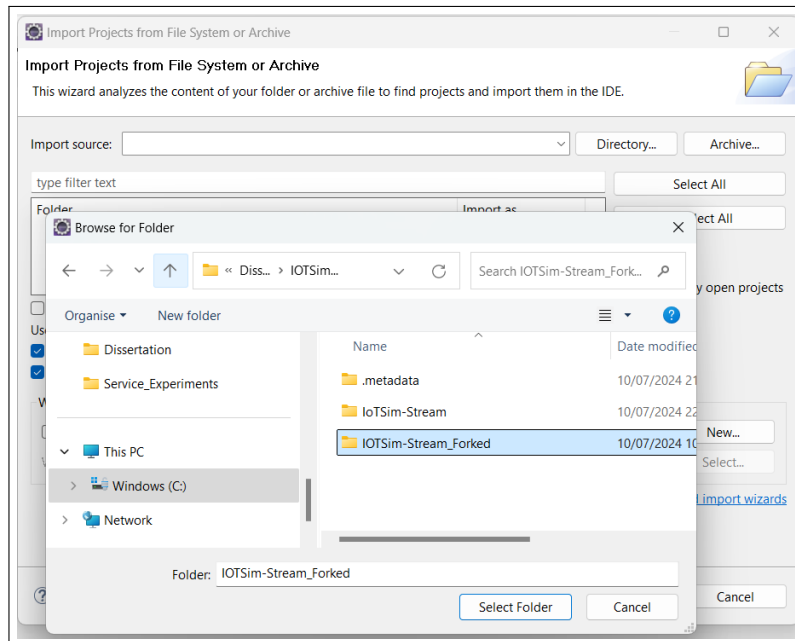 Import Projects from File System or Archive
Import Projects from File System or Archive
This wizard analyzes the content of your folder or archive file to find projects and import them in the IDE.
Import source:
Directory...
Archive...
type filter text
Select All
Folder
Import as
ect All
Browse for Folder
« Diss... > IOTSim...
Search IOTSim-Stream_Fork...
y open projects
Organise
New folder
Us
Dissertation
Service_Experiments
This PC
Windows (C:)
Network
Name
Date modified
.metadata
10/07/2024 21
IoTSim-Stream
10/07/2024 22
IOTSim-Stream_Forked
10/07/2024 10
W
New...
Select...
import wizards
Folder:
IOTSim-Stream_Forked
Select Folder
Cancel
Cancel